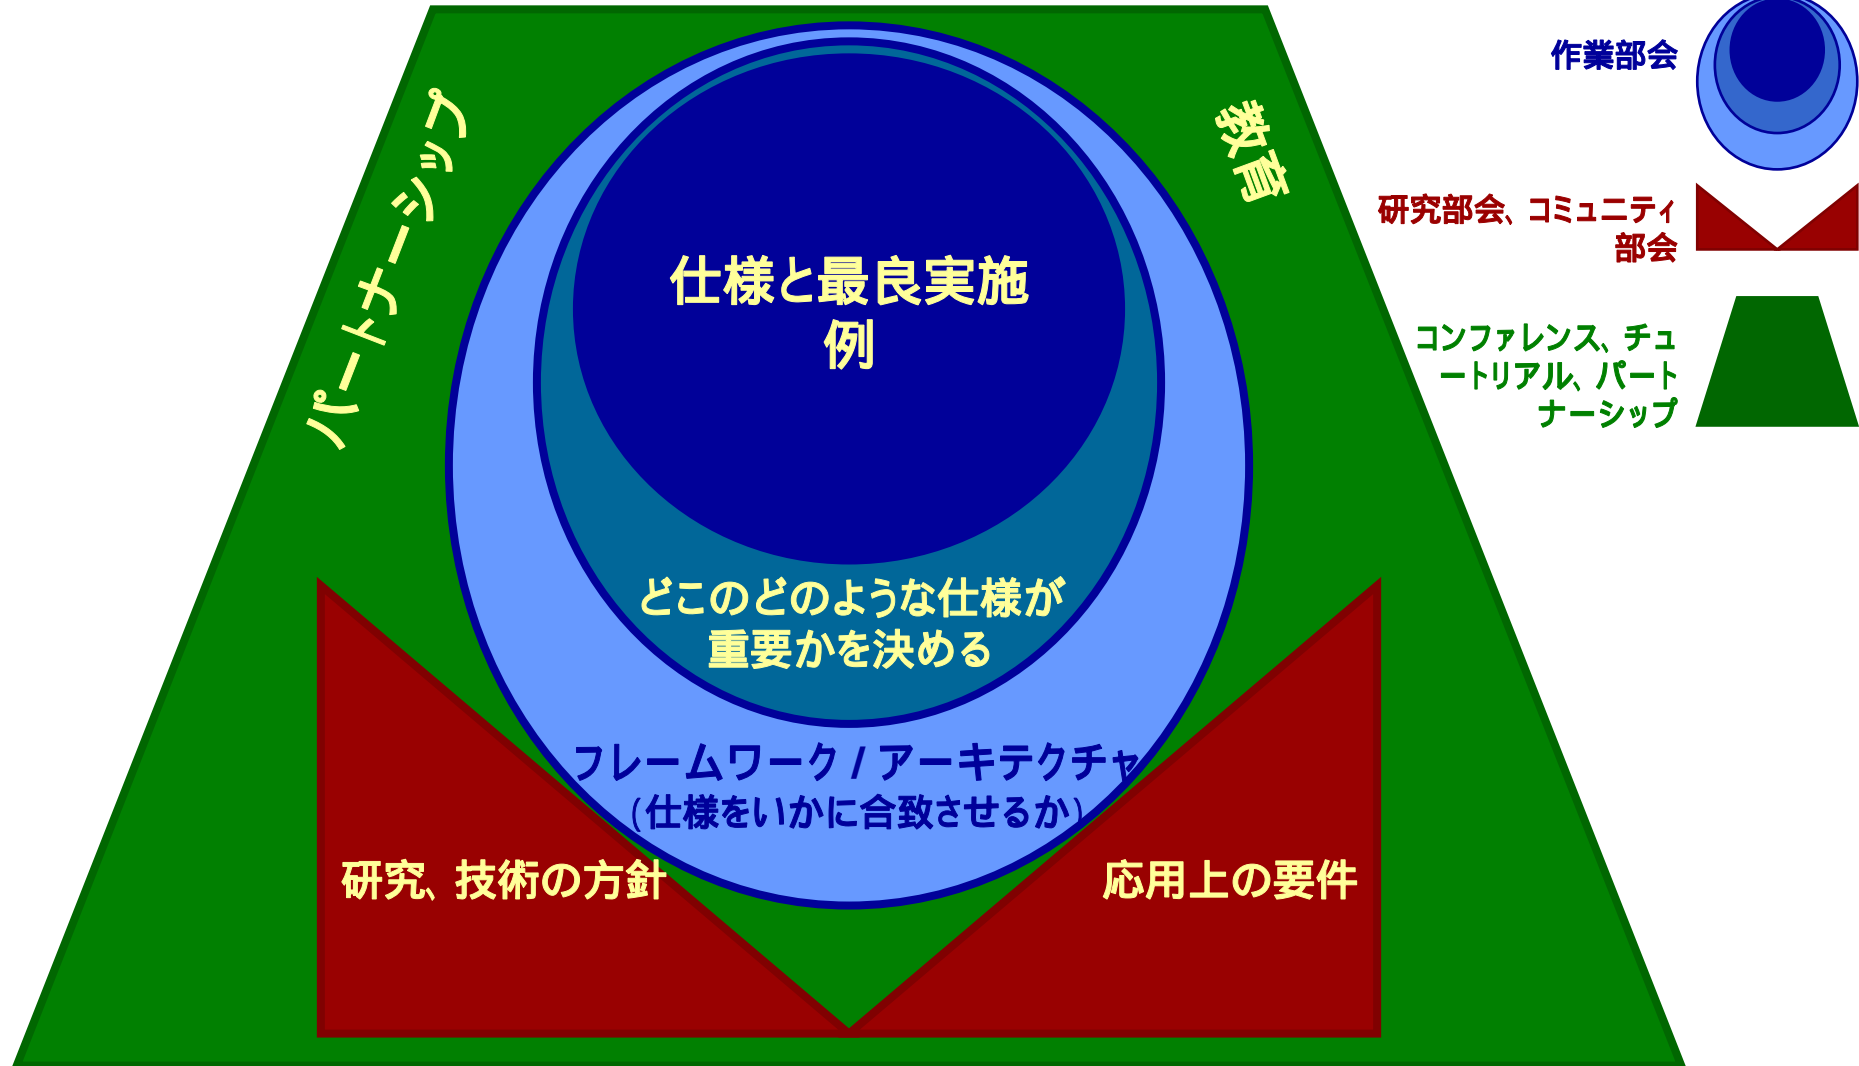 パートナーシップ
教育
仕様と最良実施
例
どこのどのような仕様が
重要かを決める
フレームワーク / アーキテクチャ
（仕様をいかに合致させるか）
研究、技術の方針
応用上の要件
作業部会
研究部会、コミュニティ
部会
コンファレンス、チュ
ートリアル、パート
ナーシップ